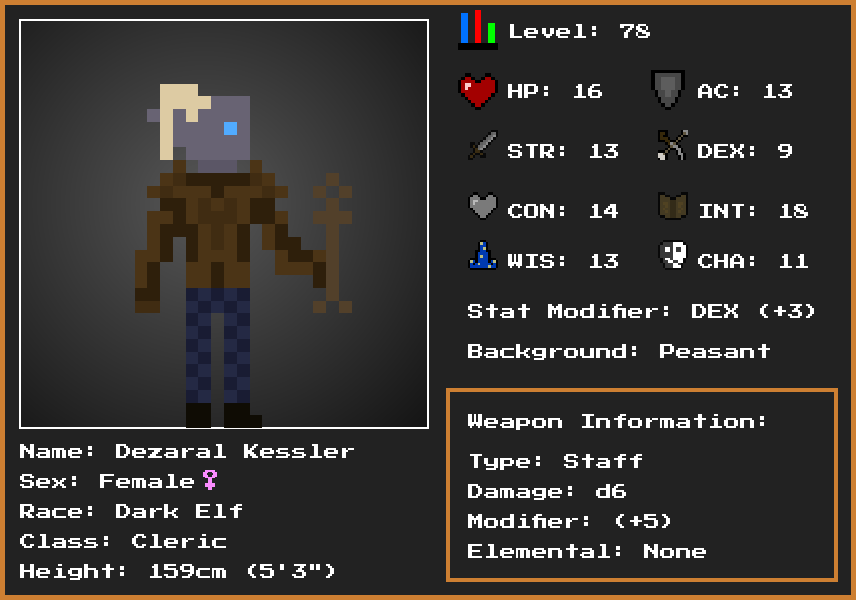 Level: 78
HP: 16 AC: 13
STR: 13 DEX: 9
CON: 14 INT: 18
WIS: 13 CHA: 11
Stat Modifier: DEX (+3)
Background: Peasant
Weapon Information:
Type: Staff
Damage: d6
Modifier: (+5)
Elemental: None
Name: Dezaral Kessler
Sex: Female♀
Race: Dark Elf
Class: Cleric
Height: 159cm (5'3")